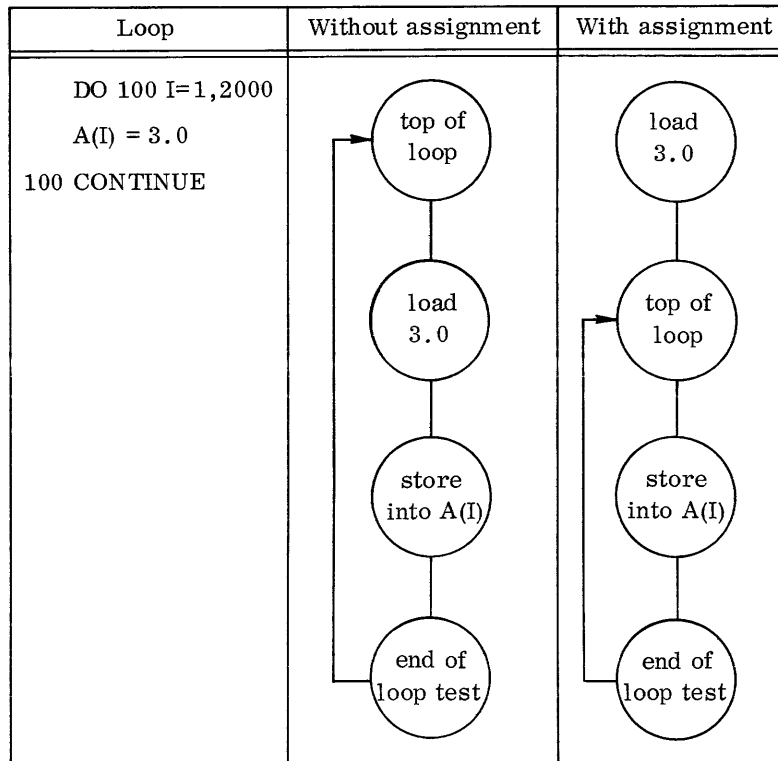 Loop
Without assignment
With assignment
DO 100 I=1,2000
A(I) = 3.0
100 CONTINUE
top of
loop
load
3.0
store
into A(I)
end of
loop test
load
3.0
top of
loop
store
into A(I)
end of
loop test